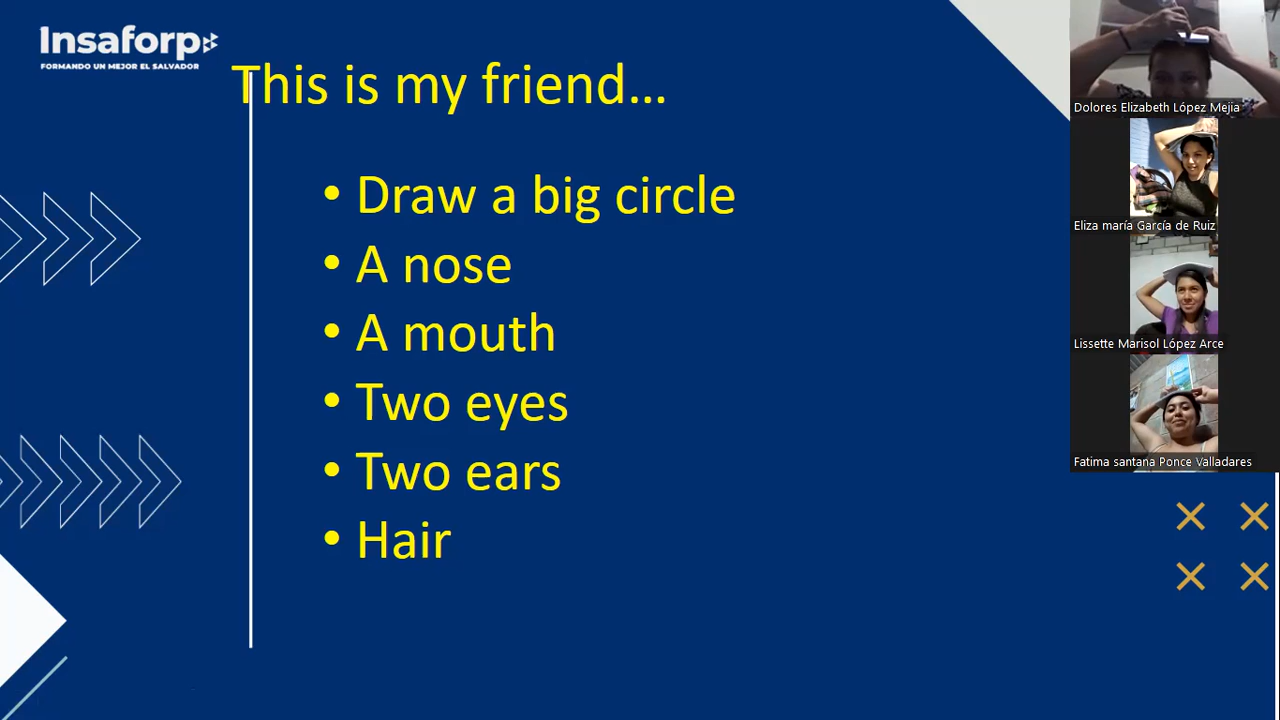 Insaforp
FORMANDO UN MEJOR EL SALVADOR
This is my friend…
• Draw a big circle
• A nose
• A mouth
• Two eyes
• Two ears
• Hair
Dolores Elizabeth López Mejia
Eliza maría García de Ruiz
Lissette Marisol López Arce
Fatima santana Ponce Valladares